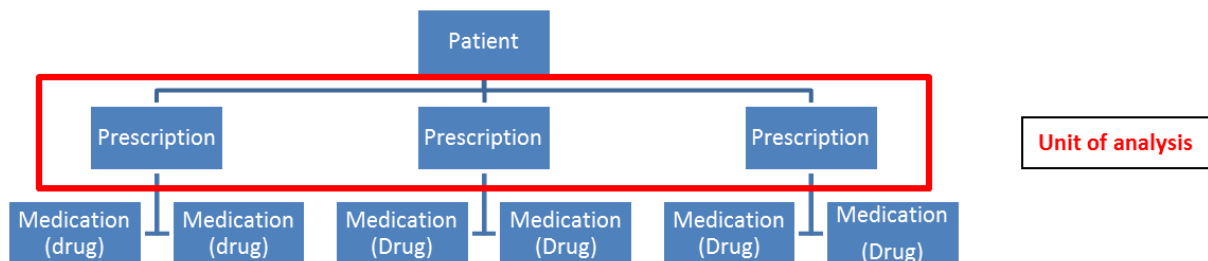 Patient
Prescription
Prescription
Prescription
Unit of analysis
Medication
(drug)
Medication
(drug)
Medication
(Drug)
Medication
(Drug)
Medication
(Drug)
Medication
(Drug)